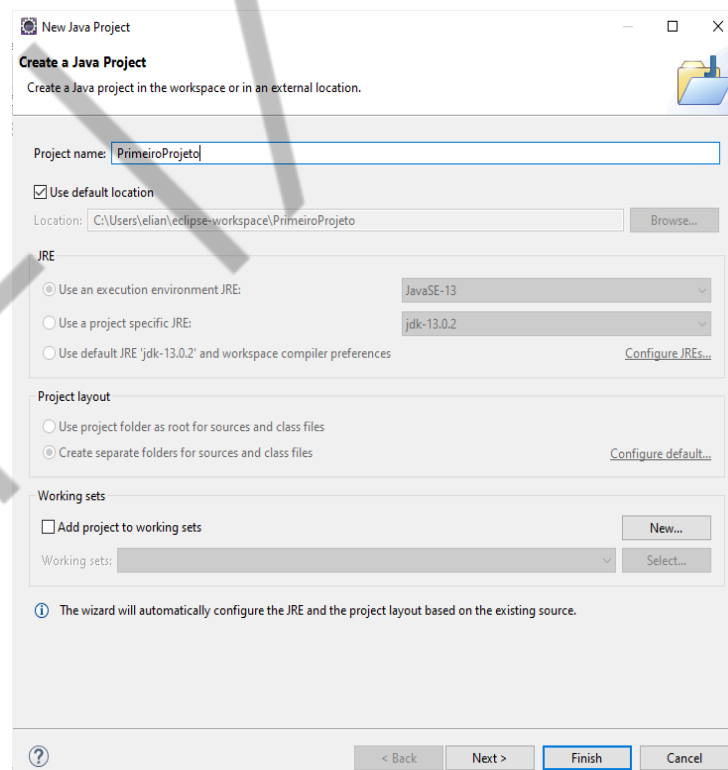 New Java Project
Create a Java Project
Create a Java project in the workspace or in an external location.
Project name: PrimeiroProjeto
Use default location
Location: C:\Users\elian\eclipse-workspace\PrimeiroProjeto Browse...
JRE
Use an execution environment JRE: JavaSE-13
Use a project specific JRE: jdk-13.0.2
Use default JRE 'jdk-13.0.2' and workspace compiler preferences Configure JREs...
Project layout
Use project folder as root for sources and class files
Create separate folders for sources and class files Configure default...
Working sets
Add project to working sets New...
Working sets: Select...
The wizard will automatically configure the JRE and the project layout based on the existing source.
< Back Next > Finish Cancel